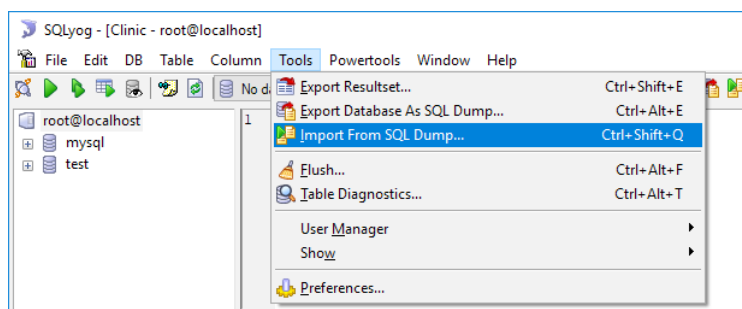 SQLyog - [Clinic - root@localhost]
File Edit DB Table Column Tools Powertools Window Help
No d
root@localhost
mysql
test
1
Export Resultset... Ctrl+Shift+E
Export Database As SQL Dump... Ctrl+Alt+E
Import From SQL Dump... Ctrl+Shift+Q
Flush... Ctrl+Alt+F
Table Diagnostics... Ctrl+Alt+T
User Manager
Show
Preferences...